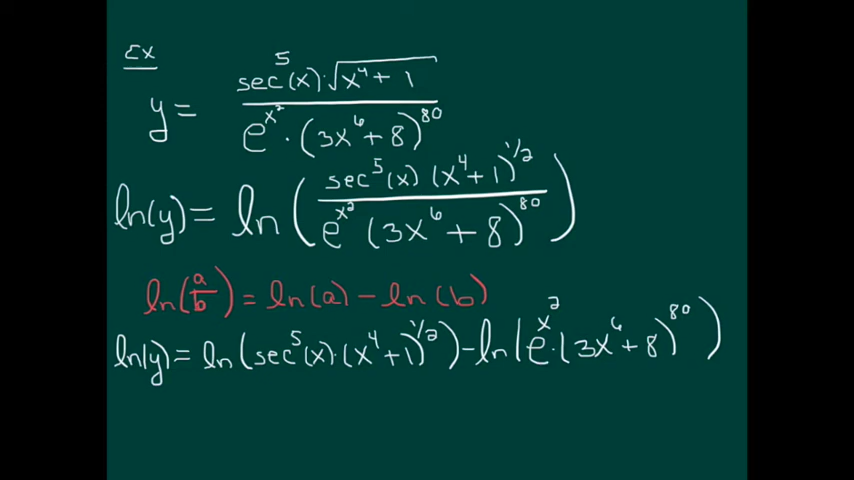 Ex
y = (sec⁵(x)·√(x⁴+1)) / (e^(x²)·(3x⁶+8)^80)
ln(y) = ln( (sec⁵(x) (x⁴+1)^(1/2)) / (e^(x²) (3x⁶+8)^80) )
ln(a/b) = ln(a) - ln(b)
ln(y) = ln(sec⁵(x)·(x⁴+1)^(1/2)) - ln(e^(x²)·(3x⁶+8)^80)